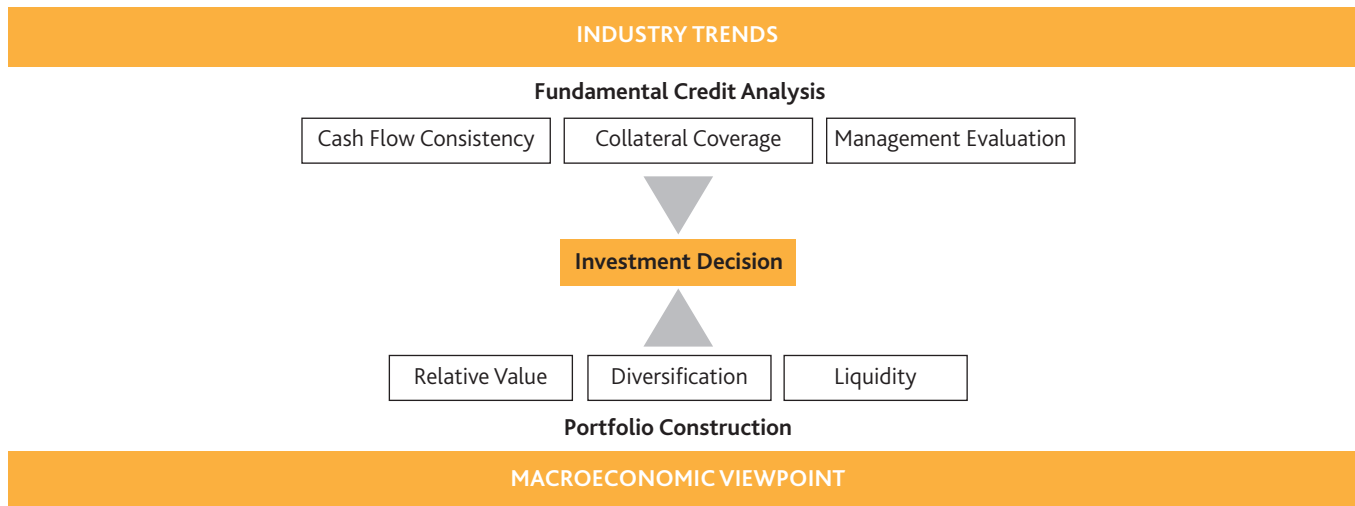 INDUSTRY TRENDS
Fundamental Credit Analysis
Cash Flow Consistency
Collateral Coverage
Management Evaluation
Investment Decision
Relative Value
Diversification
Liquidity
Portfolio Construction
MACROECONOMIC VIEWPOINT